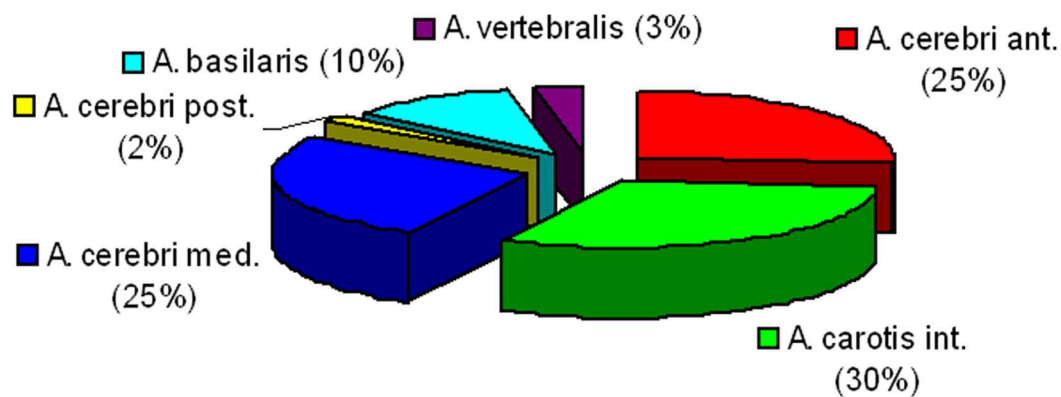 A. vertebralis (3%)
A. cerebri ant.
(25%)
A. basilaris (10%)
A. cerebri post.
(2%)
A. cerebri med.
(25%)
A. carotis int.
(30%)